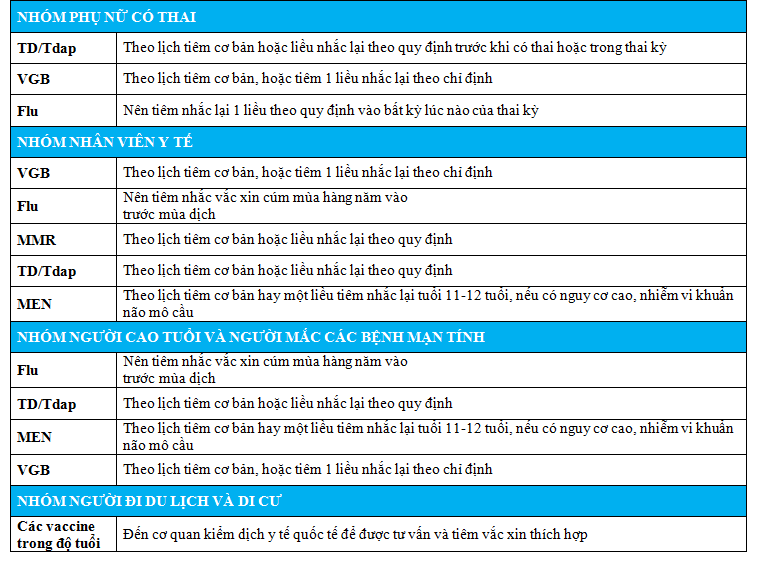 NHÓM PHỤ NỮ CÓ THAI
TD/Tdap Theo lịch tiêm cơ bản hoặc liều nhắc lại theo quy định trước khi có thai hoặc trong thai kỳ
VGB Theo lịch tiêm cơ bản, hoặc tiêm 1 liều nhắc lại theo chỉ định
Flu Nên tiêm nhắc lại 1 liều theo quy định vào bất kỳ lúc nào của thai kỳ
NHÓM NHÂN VIÊN Y TẾ
VGB Theo lịch tiêm cơ bản, hoặc tiêm 1 liều nhắc lại theo chỉ định
Flu Nên tiêm nhắc vắc xin cúm mùa hàng năm vào
trước mùa dịch
MMR Theo lịch tiêm cơ bản hoặc liều nhắc lại theo quy định
TD/Tdap Theo lịch tiêm cơ bản hoặc liều nhắc lại theo quy định
MEN Theo lịch tiêm cơ bản hay một liều tiêm nhắc lại tuổi 11-12 tuổi, nếu có nguy cơ cao, nhiễm vi khuẩn
não mô cầu
NHÓM NGƯỜI CAO TUỔI VÀ NGƯỜI MẮC CÁC BỆNH MẠN TÍNH
Flu Nên tiêm nhắc vắc xin cúm mùa hàng năm vào
trước mùa dịch
TD/Tdap Theo lịch tiêm cơ bản hoặc liều nhắc lại theo quy định
MEN Theo lịch tiêm cơ bản hay một liều tiêm nhắc lại tuổi 11-12 tuổi, nếu có nguy cơ cao, nhiễm vi khuẩn
não mô cầu
VGB Theo lịch tiêm cơ bản, hoặc tiêm 1 liều nhắc lại theo chỉ định
NHÓM NGƯỜI ĐI DU LỊCH VÀ DI CƯ
Các vaccine
trong độ tuổi Đến cơ quan kiểm dịch y tế quốc tế để được tư vấn và tiêm vắc xin thích hợp